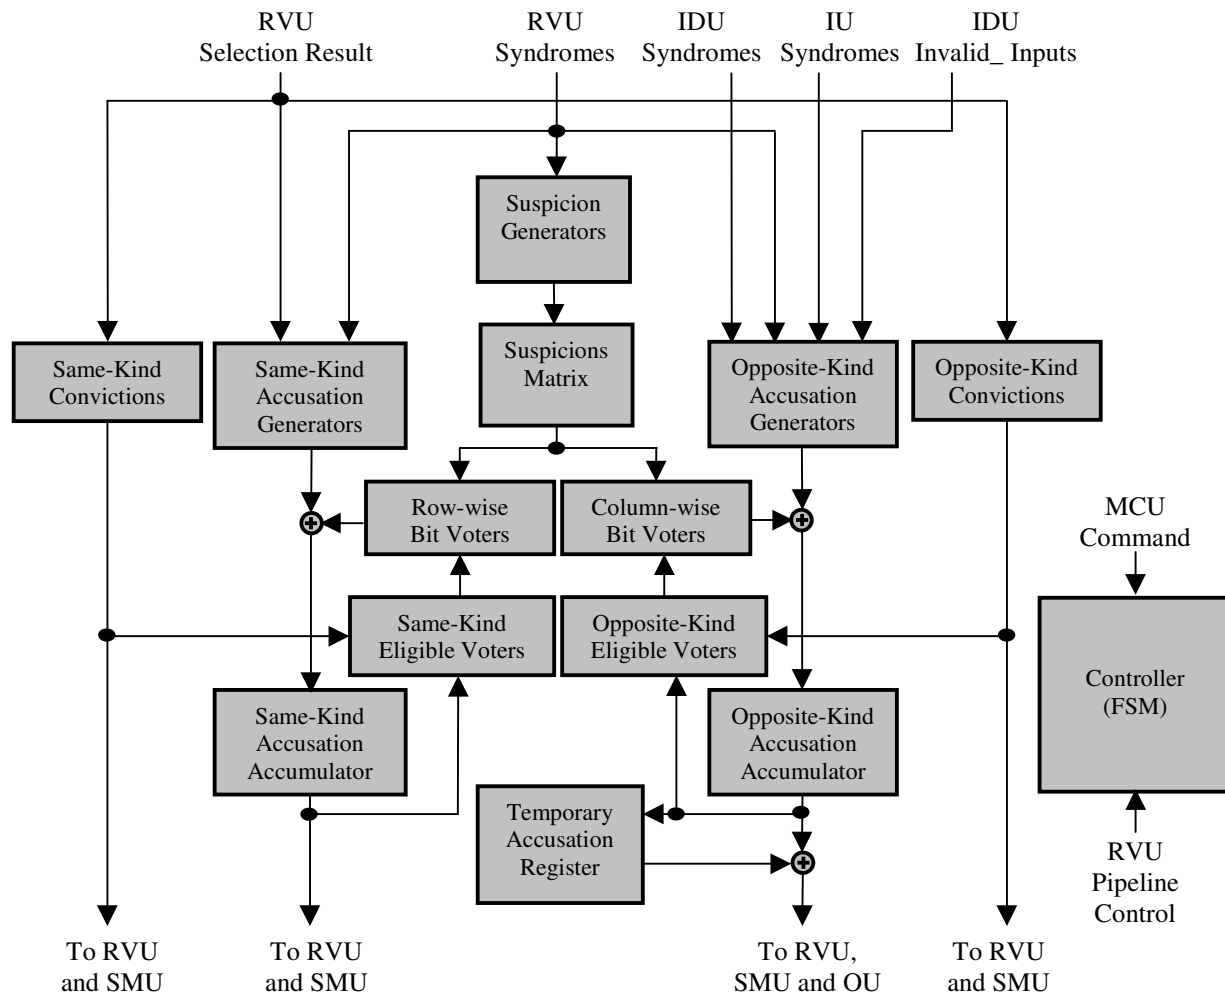 RVU
Selection Result
RVU
Syndromes
IDU
Syndromes
IU
Syndromes
IDU
Invalid_ Inputs
Suspicion
Generators
Suspicions
Matrix
Same-Kind
Convictions
Same-Kind
Accusation
Generators
Opposite-Kind
Accusation
Generators
Opposite-Kind
Convictions
Row-wise
Bit Voters
Column-wise
Bit Voters
MCU
Command
Same-Kind
Eligible Voters
Opposite-Kind
Eligible Voters
Controller
(FSM)
Same-Kind
Accusation
Accumulator
Opposite-Kind
Accusation
Accumulator
Temporary
Accusation
Register
RVU
Pipeline
Control
To RVU
and SMU
To RVU
and SMU
To RVU,
SMU and OU
To RVU
and SMU